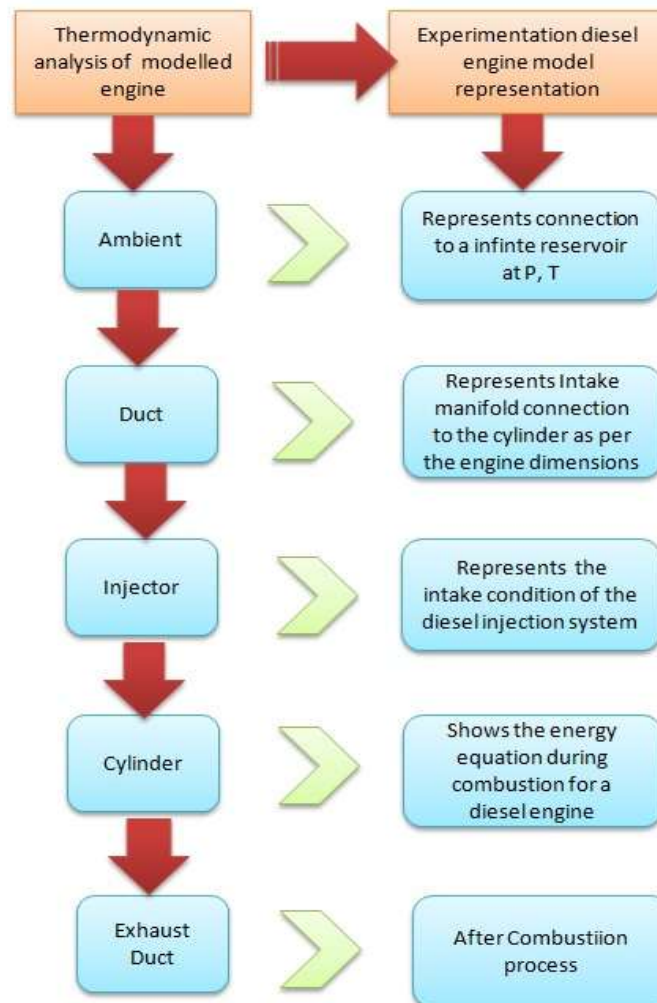 Thermodynamic
analysis of modelled
engine
Experimentation diesel
engine model
representation
Ambient
Represents connection
to a infinte reservoir
at P, T
Duct
Represents Intake
manifold connection
to the cylinder as per
the engine dimensions
Injector
Represents the
intake condition of the
diesel injection system
Cylinder
Shows the energy
equation during
combustion for a
diesel engine
Exhaust
Duct
After Combustiion
process